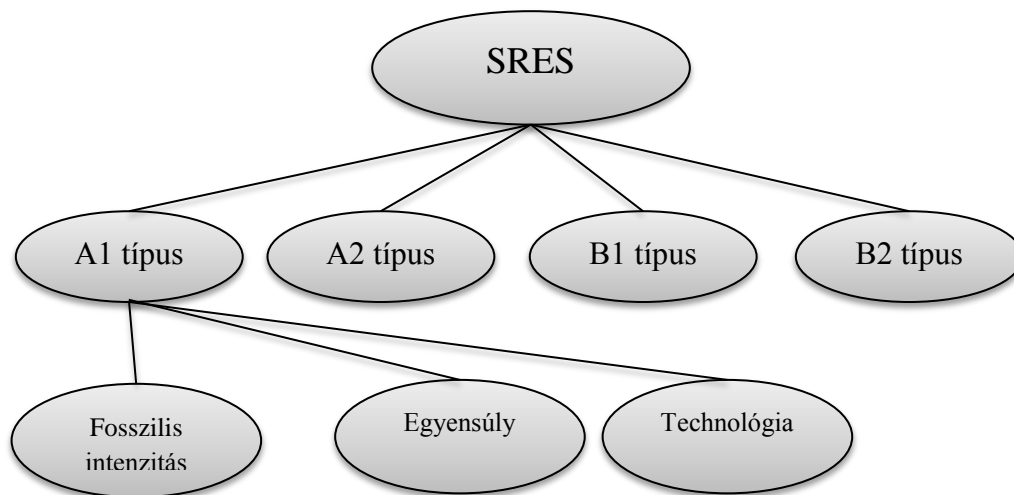 SRES
A1 típus
A2 típus
B1 típus
B2 típus
Fosszilis
intenzitás
Egyensúly
Technológia